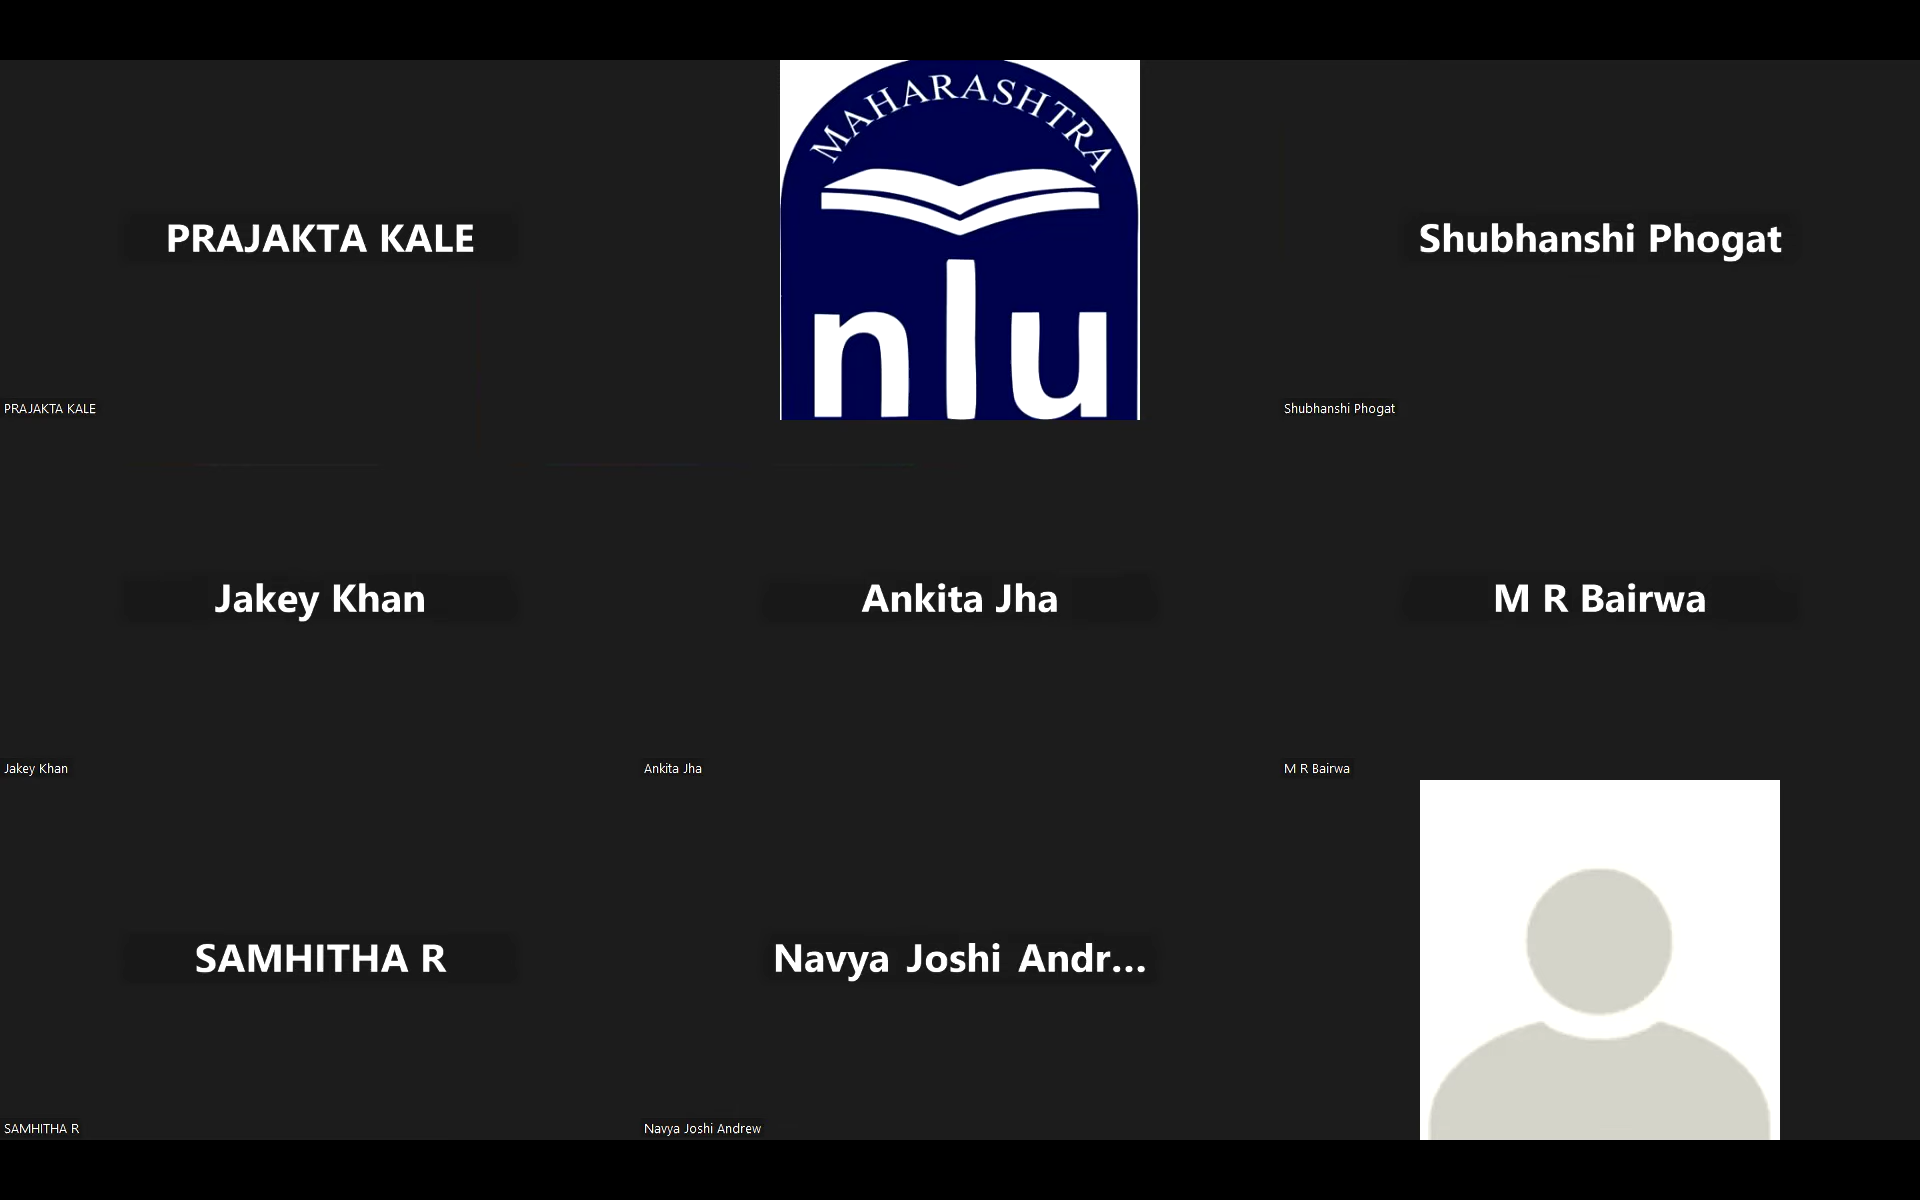 PRAJAKTA KALE
MAHARASHTRA
nlu
Shubhanshi Phogat
PRAJAKTA KALE
Shubhanshi Phogat
Jakey Khan
Ankita Jha
M R Bairwa
Jakey Khan
Ankita Jha
M R Bairwa
SAMHITHA R
Navya Joshi Andr...
SAMHITHA R
Navya Joshi Andrew